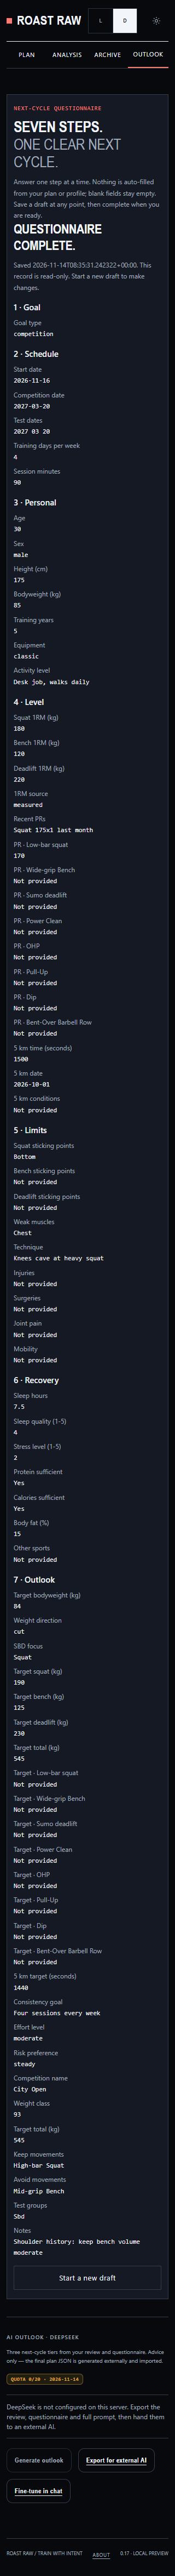 ROAST RAW
L
D
PLAN
ANALYSIS
ARCHIVE
OUTLOOK
NEXT-CYCLE QUESTIONNAIRE
SEVEN STEPS.
ONE CLEAR NEXT
CYCLE.
Answer one step at a time. Nothing is auto-filled
from your plan or profile; blank fields stay empty.
Save a draft at any point, then complete when you
are ready.
QUESTIONNAIRE
COMPLETE.
Saved 2026-11-14T08:35:31.242322+00:00. This
record is read-only. Start a new draft to make
changes.
1 · Goal
Goal type
competition
2 · Schedule
Start date
2026-11-16
Competition date
2027-03-20
Test dates
2027 03 20
Training days per week
4
Session minutes
90
3 · Personal
Age
30
Sex
male
Height (cm)
175
Bodyweight (kg)
85
Training years
5
Equipment
classic
Activity level
Desk job, walks daily
4 · Level
Squat 1RM (kg)
180
Bench 1RM (kg)
120
Deadlift 1RM (kg)
220
1RM source
measured
Recent PRs
Squat 175x1 last month
PR · Low-bar squat
170
PR · Wide-grip Bench
Not provided
PR · Sumo deadlift
Not provided
PR · Power Clean
Not provided
PR · OHP
Not provided
PR · Pull-Up
Not provided
PR · Dip
Not provided
PR · Bent-Over Barbell Row
Not provided
5 km time (seconds)
1500
5 km date
2026-10-01
5 km conditions
Not provided
5 · Limits
Squat sticking points
Bottom
Bench sticking points
Not provided
Deadlift sticking points
Not provided
Weak muscles
Chest
Technique
Knees cave at heavy squat
Injuries
Not provided
Surgeries
Not provided
Joint pain
Not provided
Mobility
Not provided
6 · Recovery
Sleep hours
7.5
Sleep quality (1-5)
4
Stress level (1-5)
2
Protein sufficient
Yes
Calories sufficient
Yes
Body fat (%)
15
Other sports
Not provided
7 · Outlook
Target bodyweight (kg)
84
Weight direction
cut
SBD focus
Squat
Target squat (kg)
190
Target bench (kg)
125
Target deadlift (kg)
230
Target total (kg)
545
Target · Low-bar squat
Not provided
Target · Wide-grip Bench
Not provided
Target · Sumo deadlift
Not provided
Target · Power Clean
Not provided
Target · OHP
Not provided
Target · Pull-Up
Not provided
Target · Dip
Not provided
Target · Bent-Over Barbell Row
Not provided
5 km target (seconds)
1440
Consistency goal
Four sessions every week
Effort level
moderate
Risk preference
steady
Competition name
City Open
Weight class
93
Target total (kg)
545
Keep movements
High-bar Squat
Avoid movements
Mid-grip Bench
Test groups
Sbd
Notes
Shoulder history: keep bench volume
moderate
Start a new draft
AI OUTLOOK · DEEPSEEK
Three next-cycle tiers from your review and questionnaire. Advice
only — the final plan JSON is generated externally and imported.
QUOTA 0/20 · 2026-11-14
DeepSeek is not configured on this server. Export the
review, questionnaire and full prompt, then hand them
to an external AI.
Generate outlook
Export for external AI
Fine-tune in chat
ROAST RAW / TRAIN WITH INTENT
ABOUT
0.17 · LOCAL PREVIEW